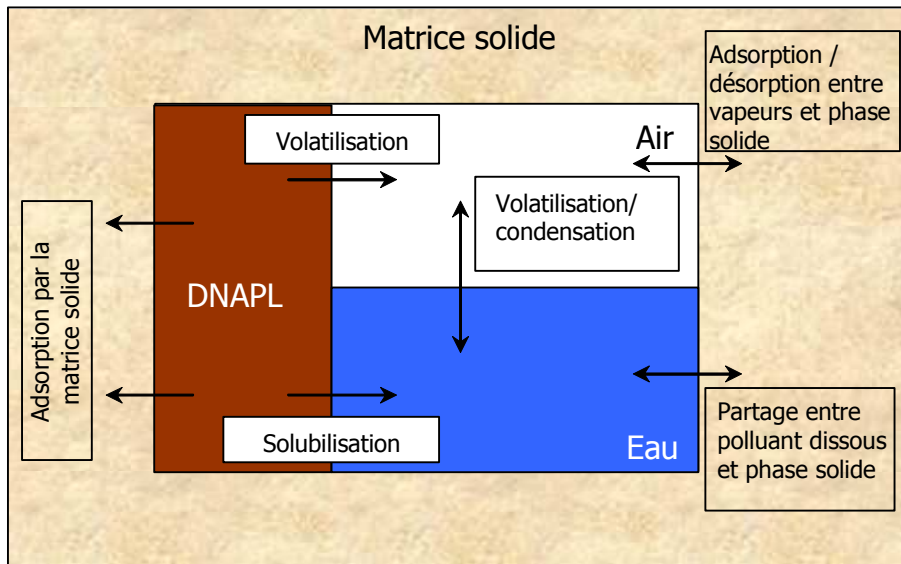 Matrice solide
Adsorption /
désorption entre
vapeurs et phase
solide
Volatilisation
Air
Volatilisation/
condensation
Adsorption par la
matrice solide
DNAPL
Solubilisation
Eau
Partage entre
polluant dissous
et phase solide